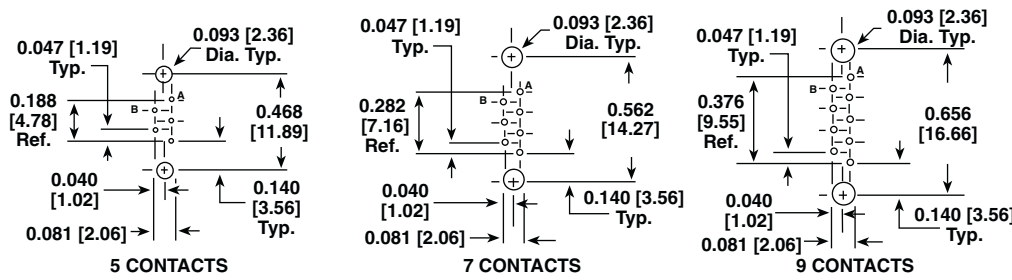 0.047 [1.19]
Typ.
0.093 [2.36]
Dia. Typ.
A
B
0.188
[4.78]
Ref.
0.468
[11.89]
0.040
[1.02]
0.140
[3.56]
Typ.
0.081 [2.06]
5 CONTACTS
0.047 [1.19]
Typ.
0.093 [2.36]
Dia. Typ.
A
B
0.282
[7.16]
Ref.
0.562
[14.27]
0.040
[1.02]
0.140 [3.56]
Typ.
0.081 [2.06]
7 CONTACTS
0.047 [1.19]
Typ.
0.093 [2.36]
Dia. Typ.
A
B
0.376
[9.55]
Ref.
0.656
[16.66]
0.040
[1.02]
0.140 [3.56]
Typ.
0.081 [2.06]
9 CONTACTS